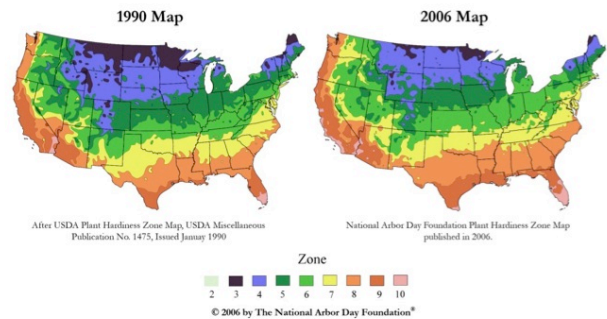 1990 Map
2006 Map
After USDA Plant Hardiness Zone Map, USDA Miscellaneous
Publication No. 1475, Issued Januay 1990
National Arbor Day Foundation Plant Hardiness Zone Map
published in 2006.
Zone
2 3 4 5 6 7 8 9 10
© 2006 by The National Arbor Day Foundation®